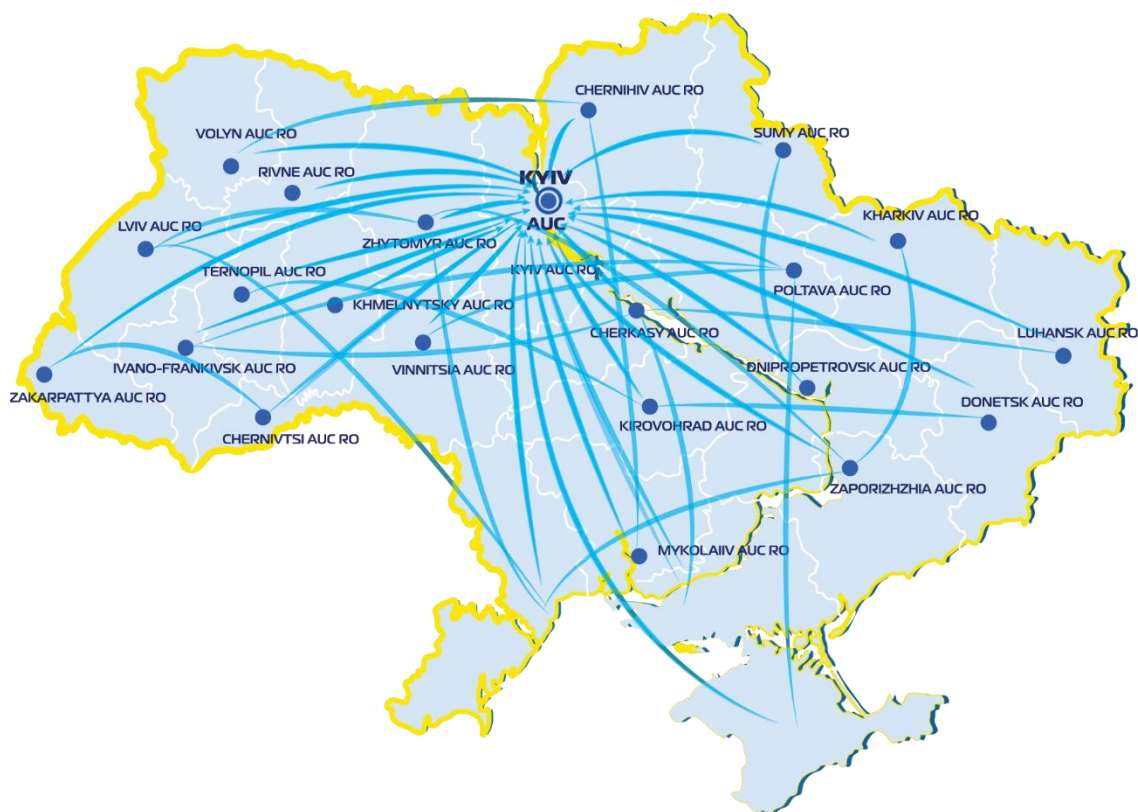 CHERNIHIV AUC RO
VOLYN AUC RO
SUMY AUC RO
RIVNE AUC RO
KYIV
AUC
LVIV AUC RO
ZHYTOMYR AUC RO
KHARKIV AUC RO
TERNOPIL AUC RO
KYIV AUC RO
POLTAVA AUC RO
KHMELNYTSKY AUC RO
CHERKASY AUC RO
LUHANSK AUC RO
IVANO-FRANKIVSK AUC RO
VINNITSIA AUC RO
DNIPROPETROVSK AUC RO
ZAKARPATTYA AUC RO
DONETSK AUC RO
CHERNIVTSI AUC RO
KIROVOHRAD AUC RO
ZAPORIZHZHIA AUC RO
MYKOLAIIV AUC RO